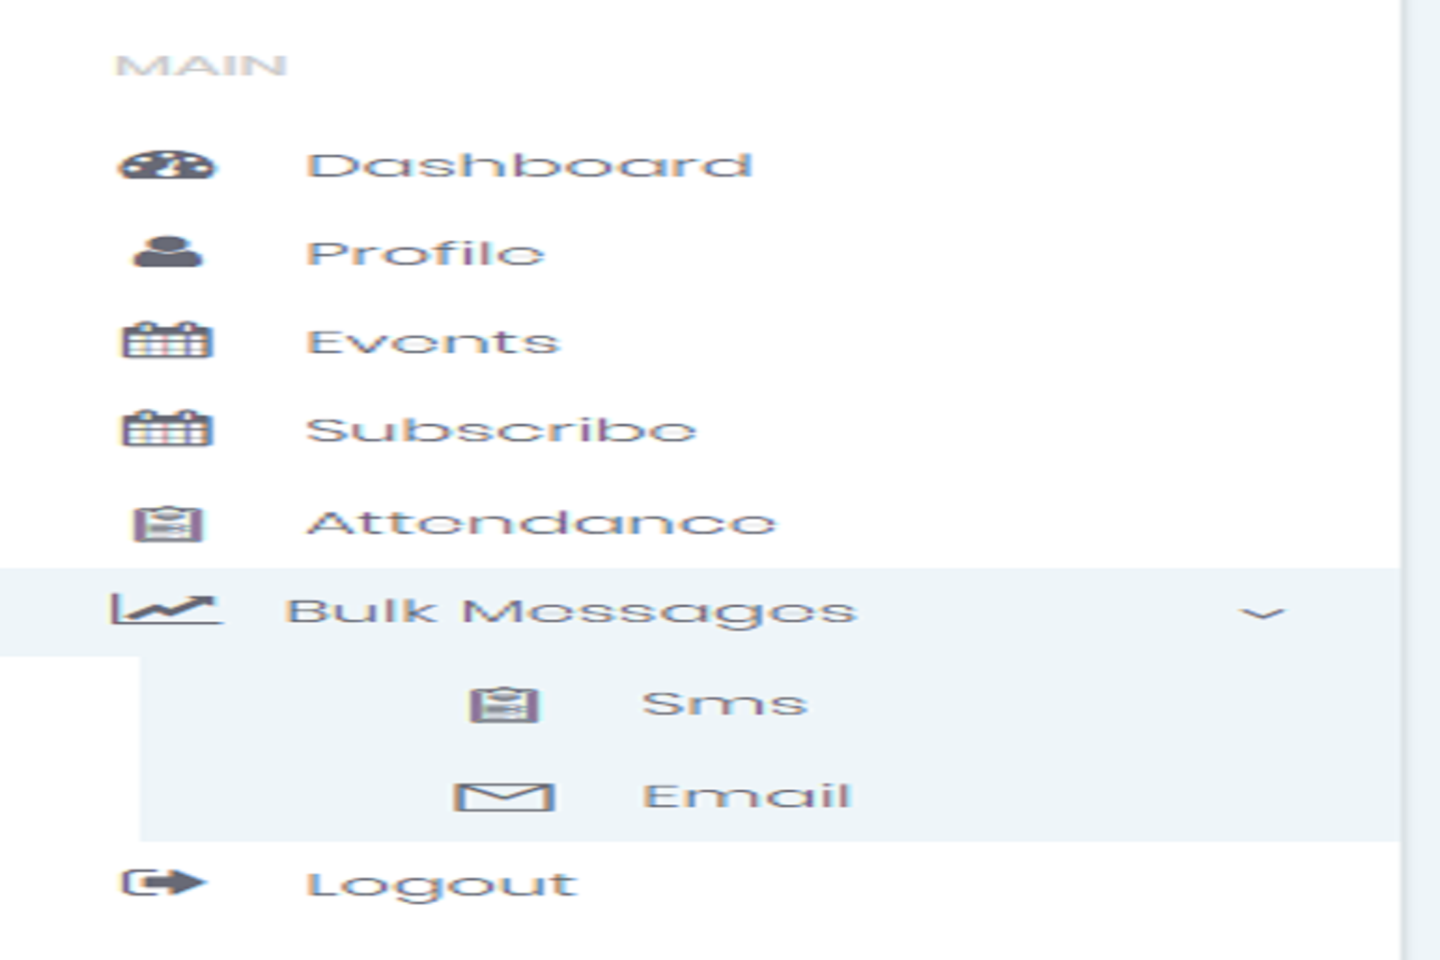 MAIN
Dashboard
Profile
Events
Subscribe
Attendance
Bulk Messages
Sms
Email
Logout